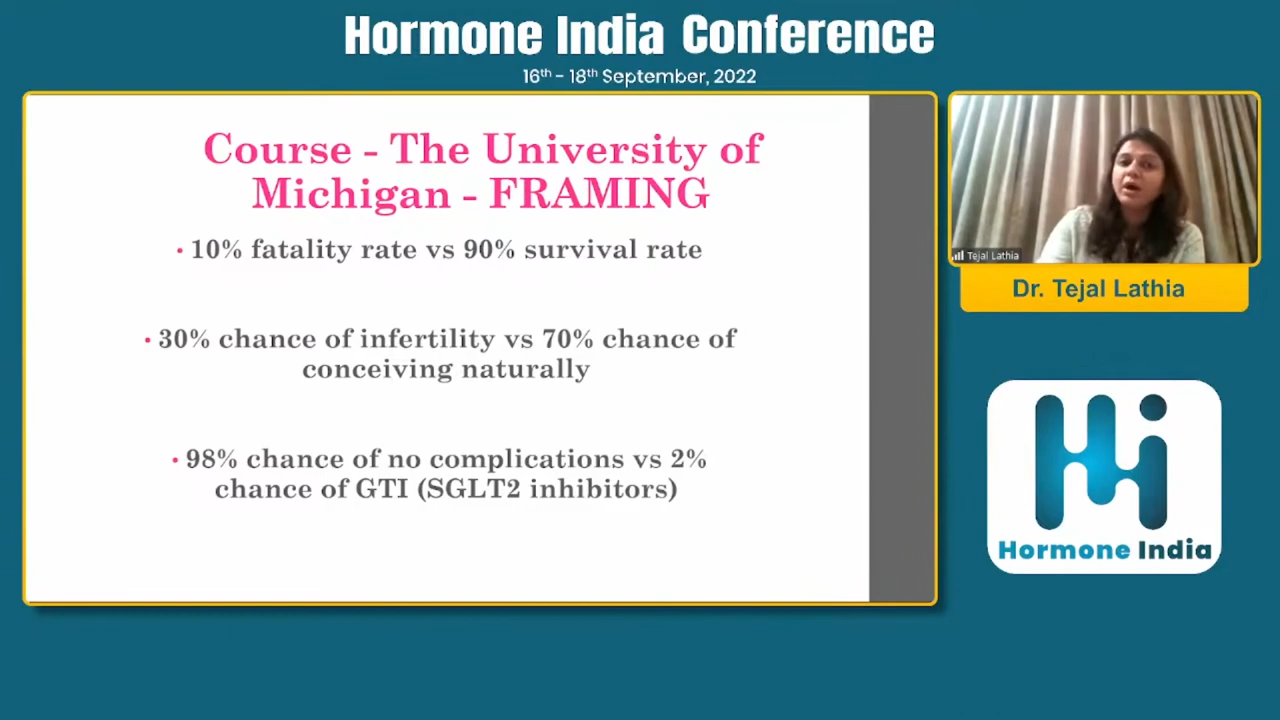 Hormone India Conference
16th - 18th September, 2022
Course - The University of
Michigan - FRAMING
• 10% fatality rate vs 90% survival rate
• 30% chance of infertility vs 70% chance of
conceiving naturally
• 98% chance of no complications vs 2%
chance of GTI (SGLT2 inhibitors)
Tejal Lathia
Dr. Tejal Lathia
Hormone India